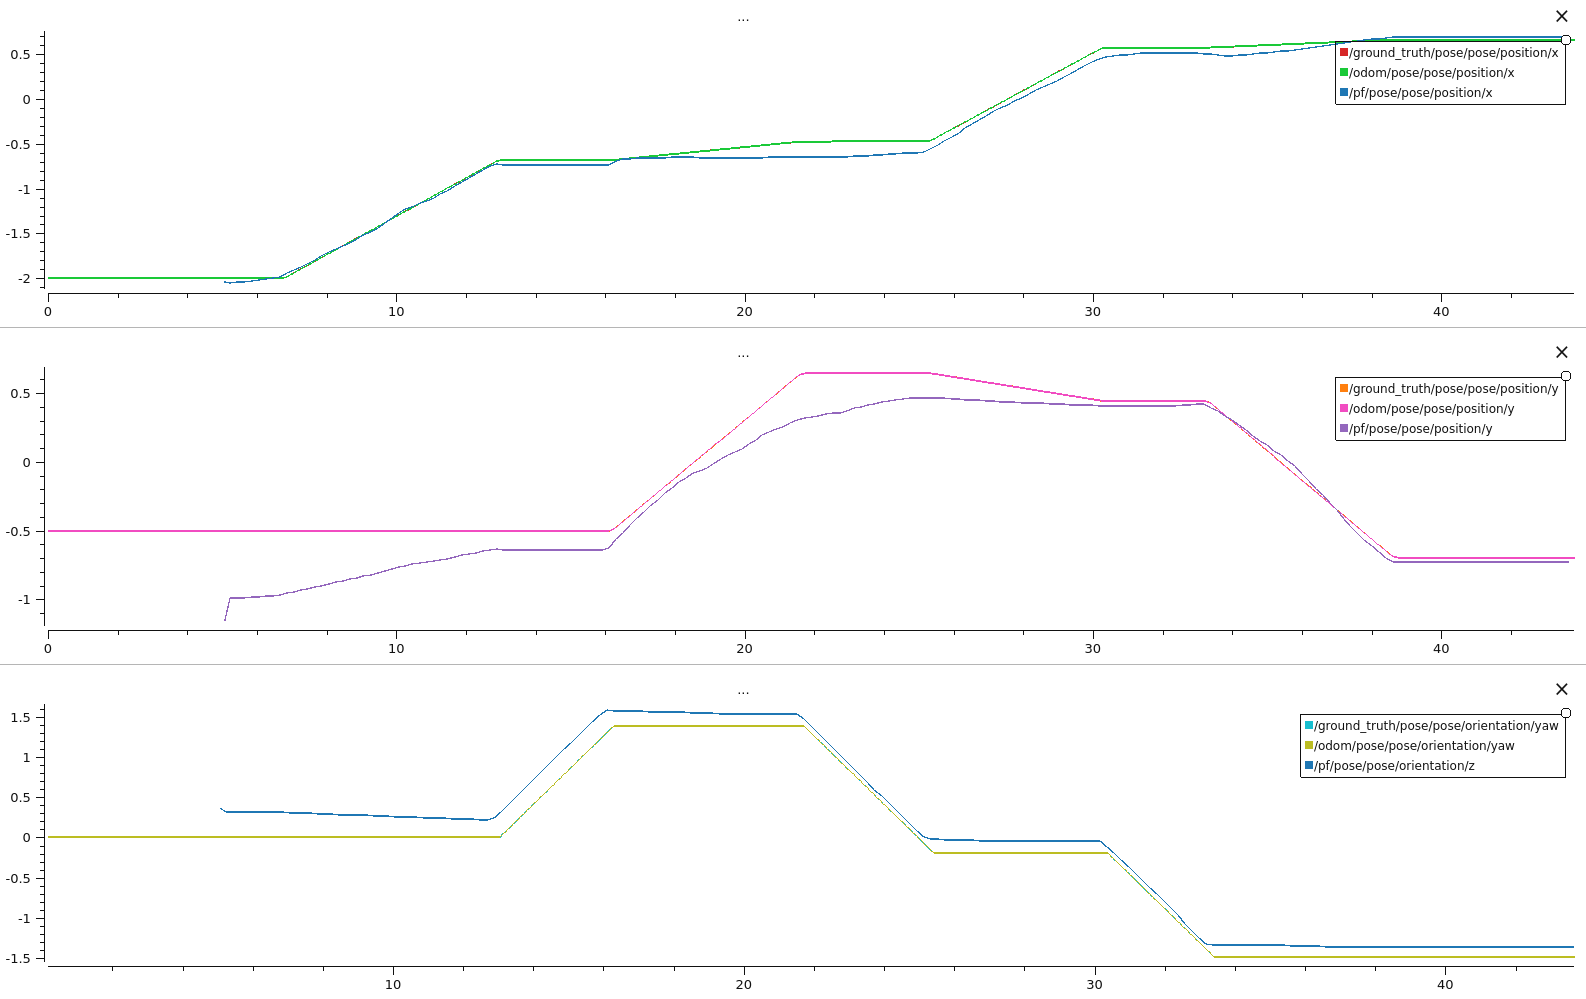 ...
0.5
0
-0.5
-1
-1.5
-2
/ground_truth/pose/pose/position/x
/odom/pose/pose/position/x
/pf/pose/pose/position/x
0 10 20 30 40
...
0.5
0
-0.5
-1
/ground_truth/pose/pose/position/y
/odom/pose/pose/position/y
/pf/pose/pose/position/y
0 10 20 30 40
...
1.5
1
0.5
0
-0.5
-1
-1.5
/ground_truth/pose/pose/orientation/yaw
/odom/pose/pose/orientation/yaw
/pf/pose/pose/orientation/z
10 20 30 40